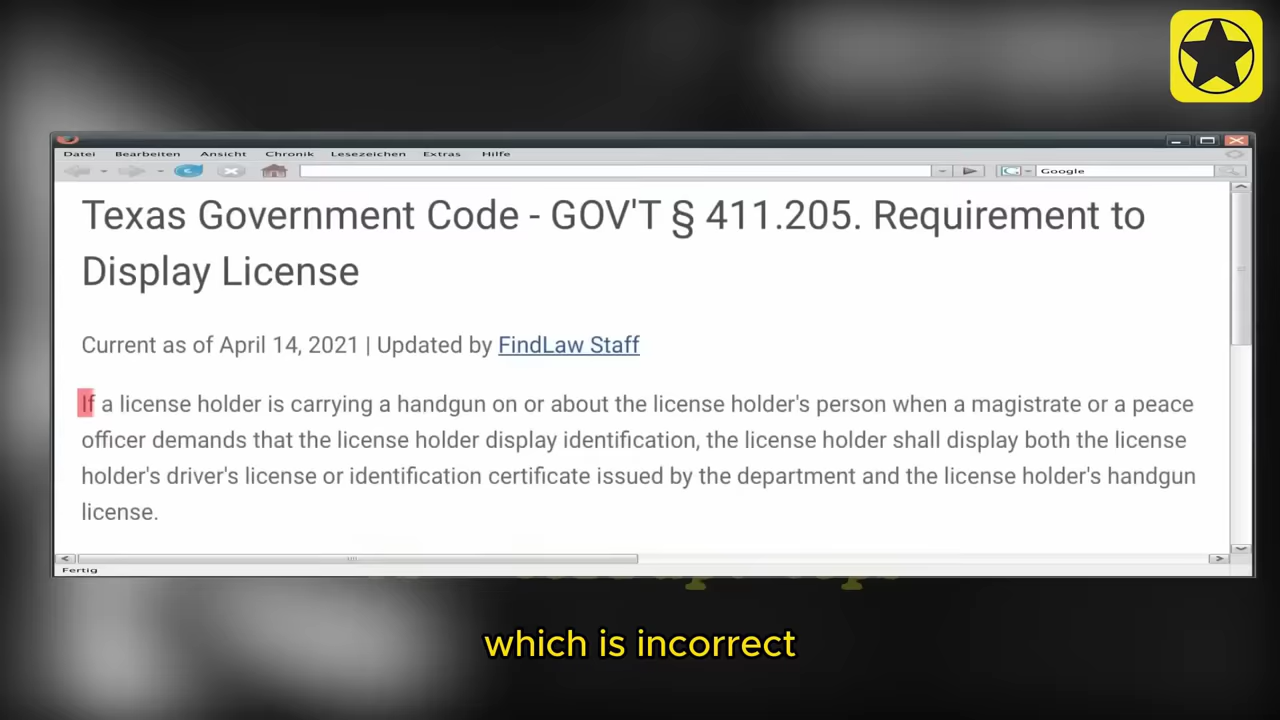 Datei Bearbeiten Ansicht Chronik Lesezeichen Extras Hilfe
Google
Texas Government Code - GOV'T § 411.205. Requirement to
Display License
Current as of April 14, 2021 | Updated by FindLaw Staff
If a license holder is carrying a handgun on or about the license holder's person when a magistrate or a peace
officer demands that the license holder display identification, the license holder shall display both the license
holder's driver's license or identification certificate issued by the department and the license holder's handgun
license.
Fertig
which is incorrect